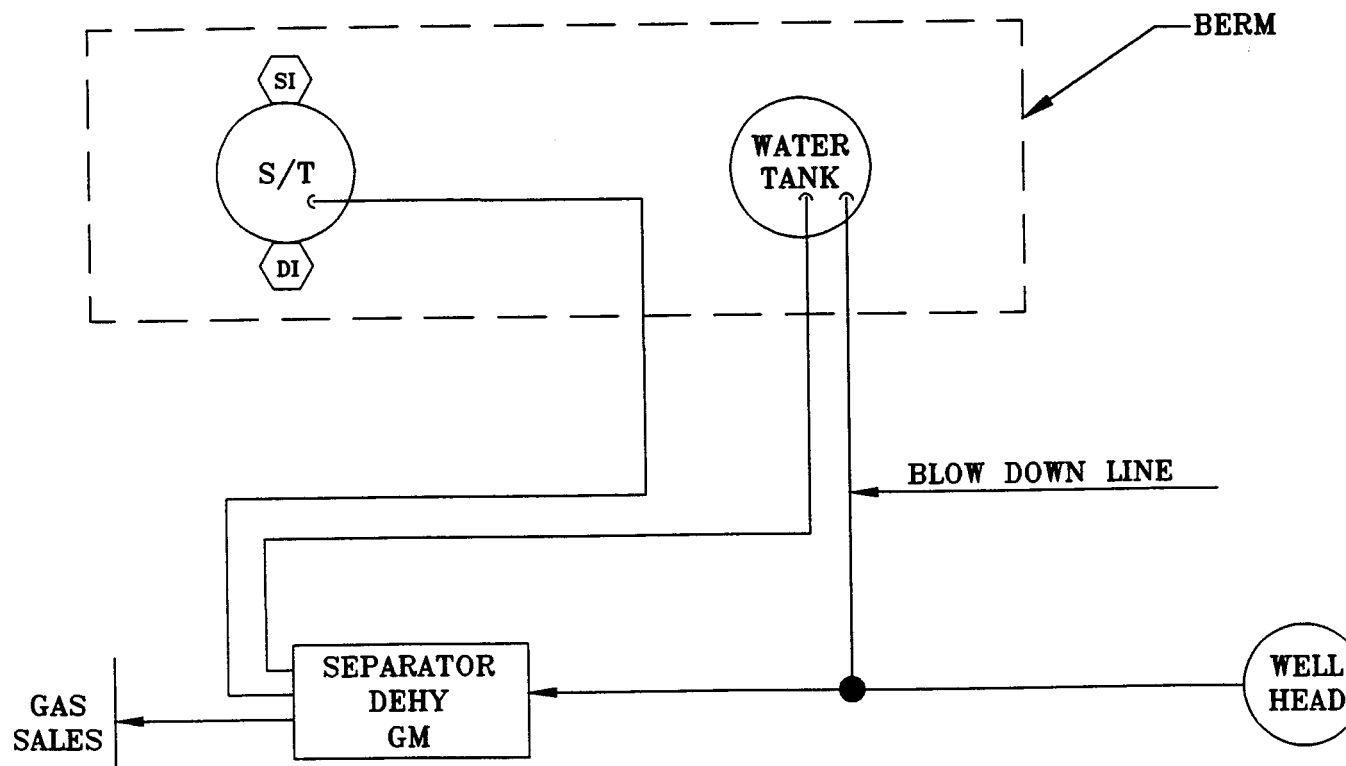 BERM
SI
S/T
DI
WATER
TANK
BLOW DOWN LINE
SEPARATOR
DEHY
GM
GAS
SALES
WELL
HEAD